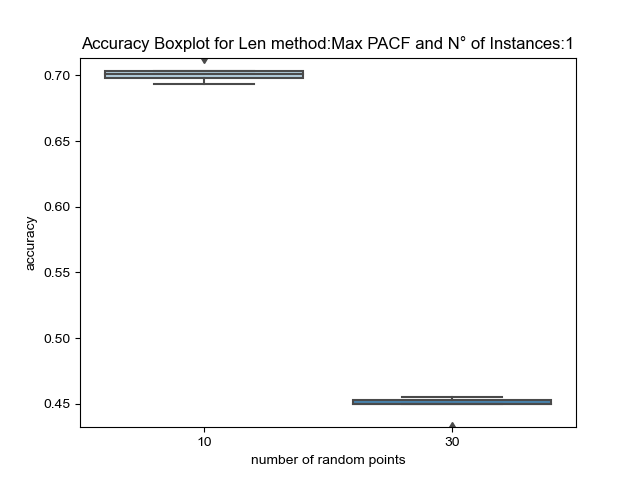 Accuracy Boxplot for Len method:Max PACF and N° of Instances:1
0.70
0.65
0.60
0.55
0.50
0.45
accuracy
10
30
number of random points